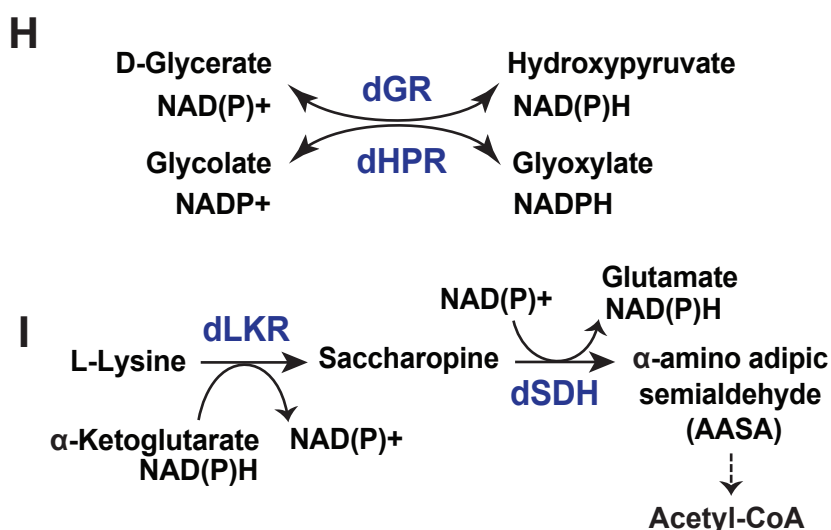 H
D-Glycerate
NAD(P)+
dGR
Hydroxypyruvate
NAD(P)H
Glycolate
NADP+
dHPR
Glyoxylate
NADPH
I
L-Lysine
dLKR
α-Ketoglutarate
NAD(P)H
NAD(P)+
Saccharopine
NAD(P)+
Glutamate
NAD(P)H
dSDH
α-amino adipic
semialdehyde
(AASA)
Acetyl-CoA